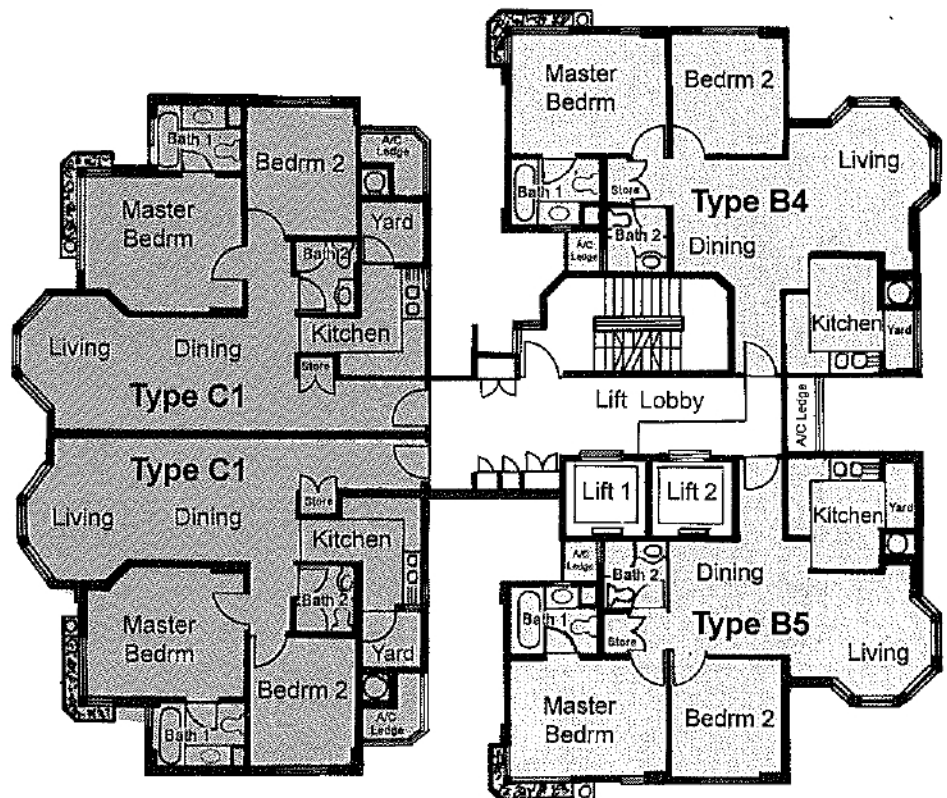 Master
Bedrm
Bedrm 2
Bath 1
Store
Bath 2
A/C
Ledge
Living
Type B4
Dining
Kitchen
Yard
Bath 1
Bedrm 2
A/C
Ledge
Master
Bedrm
Yard
Bath 2
Kitchen
Living
Dining
Store
Type C1
Lift Lobby
A/C Ledge
Type C1
Living
Dining
Store
Kitchen
Bath 2
Master
Bedrm
Yard
Bedrm 2
Bath 1
A/C
Ledge
Lift 1
Lift 2
Kitchen
Yard
A/C
Ledge
Bath 2
Dining
Bath 1
Store
Type B5
Living
Master
Bedrm
Bedrm 2